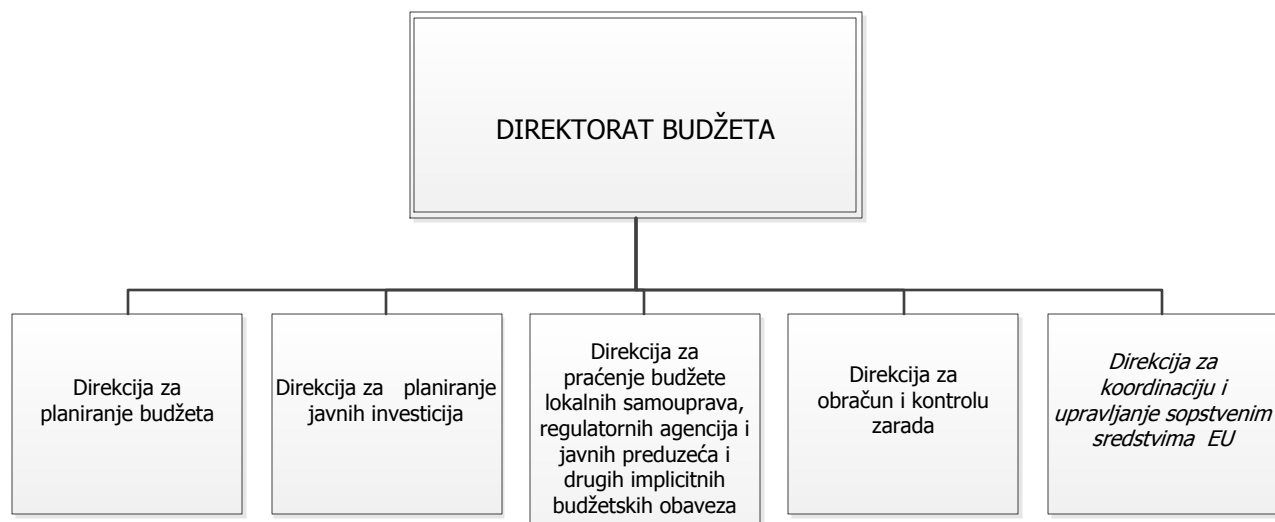 DIREKTORAT BUDŽETA
Direkcija za
planiranje budžeta
Direkcija za planiranje
javnih investicija
Direkcija za
praćenje budžete
lokalnih samouprava,
regulatornih agencija i
javnih preduzeća i
drugih implicitnih
budžetskih obaveza
Direkcija za
obračun i kontrolu
zarada
Direkcija za
koordinaciju i
upravljanje sopstvenim
sredstvima EU